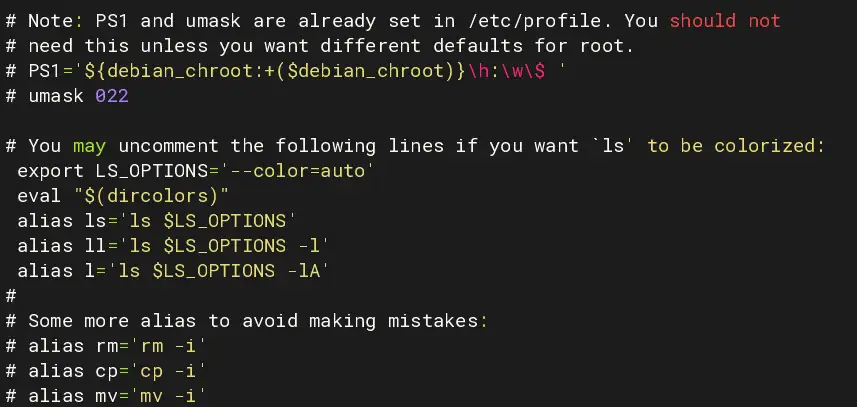 # Note: PS1 and umask are already set in /etc/profile. You should not
# need this unless you want different defaults for root.
# PS1='${debian_chroot:+($debian_chroot)}\h:\w\$ '
# umask 022
# You may uncomment the following lines if you want `ls' to be colorized:
export LS_OPTIONS='--color=auto'
eval "$(dircolors)"
alias ls='ls $LS_OPTIONS'
alias ll='ls $LS_OPTIONS -l'
alias l='ls $LS_OPTIONS -lA'
#
# Some more alias to avoid making mistakes:
# alias rm='rm -i'
# alias cp='cp -i'
# alias mv='mv -i'